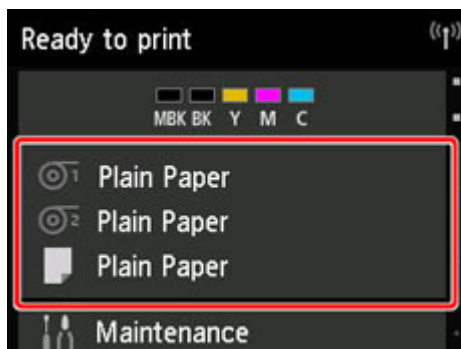 Ready to print
MBK BK Y M C
1 Plain Paper
2 Plain Paper
Plain Paper
Maintenance